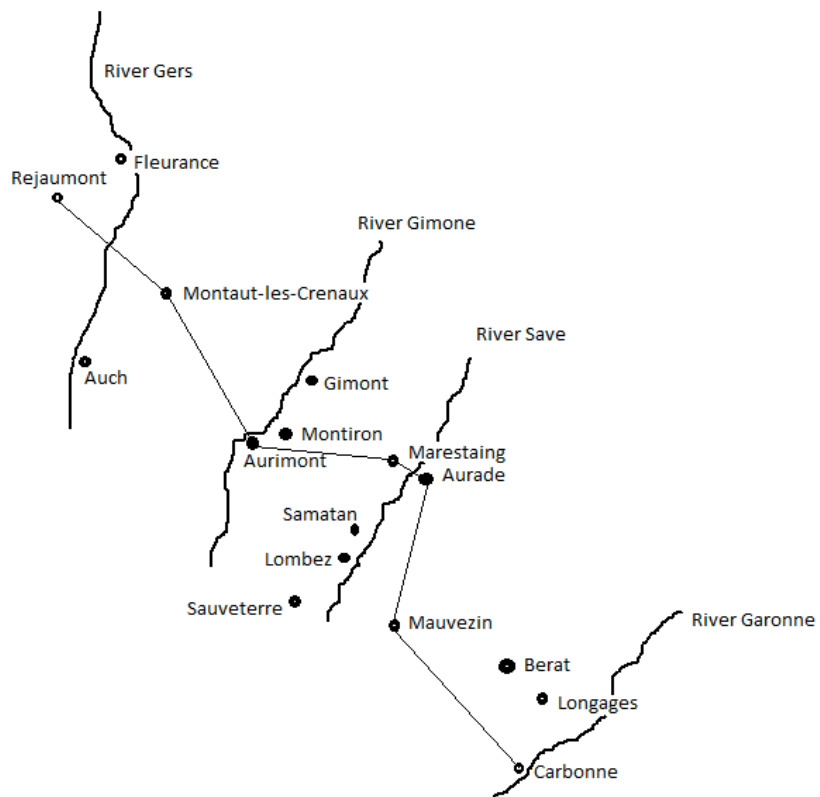 River Gers
Fleurance
Rejaumont
River Gimone
Montaut-les-Crenaux
River Save
Auch
Gimont
Montiron
Aurimont
Marestaing
Aurade
Samatan
Lombez
Sauveterre
Mauvezin
River Garonne
Berat
Longages
Carbonne